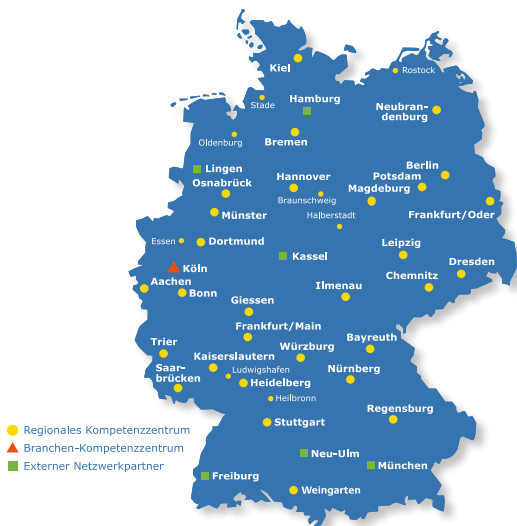 Kiel
Rostock
Stade
Hamburg
Neubran-
denburg
Oldenburg
Bremen
Lingen
Osnabrück
Hannover
Berlin
Potsdam
Magdeburg
Braunschweig
Münster
Halberstadt
Frankfurt/Oder
Essen
Dortmund
Kassel
Leipzig
Dresden
Köln
Aachen
Bonn
Chemnitz
Ilmenau
Giessen
Frankfurt/Main
Trier
Würzburg
Bayreuth
Kaiserslautern
Saar-
brücken
Ludwigshafen
Heidelberg
Nürnberg
Heilbronn
Regensburg
Stuttgart
Regionales Kompetenzzentrum
Branchen-Kompetenzzentrum
Externer Netzwerkpartner
Neu-Ulm
München
Freiburg
Weingarten